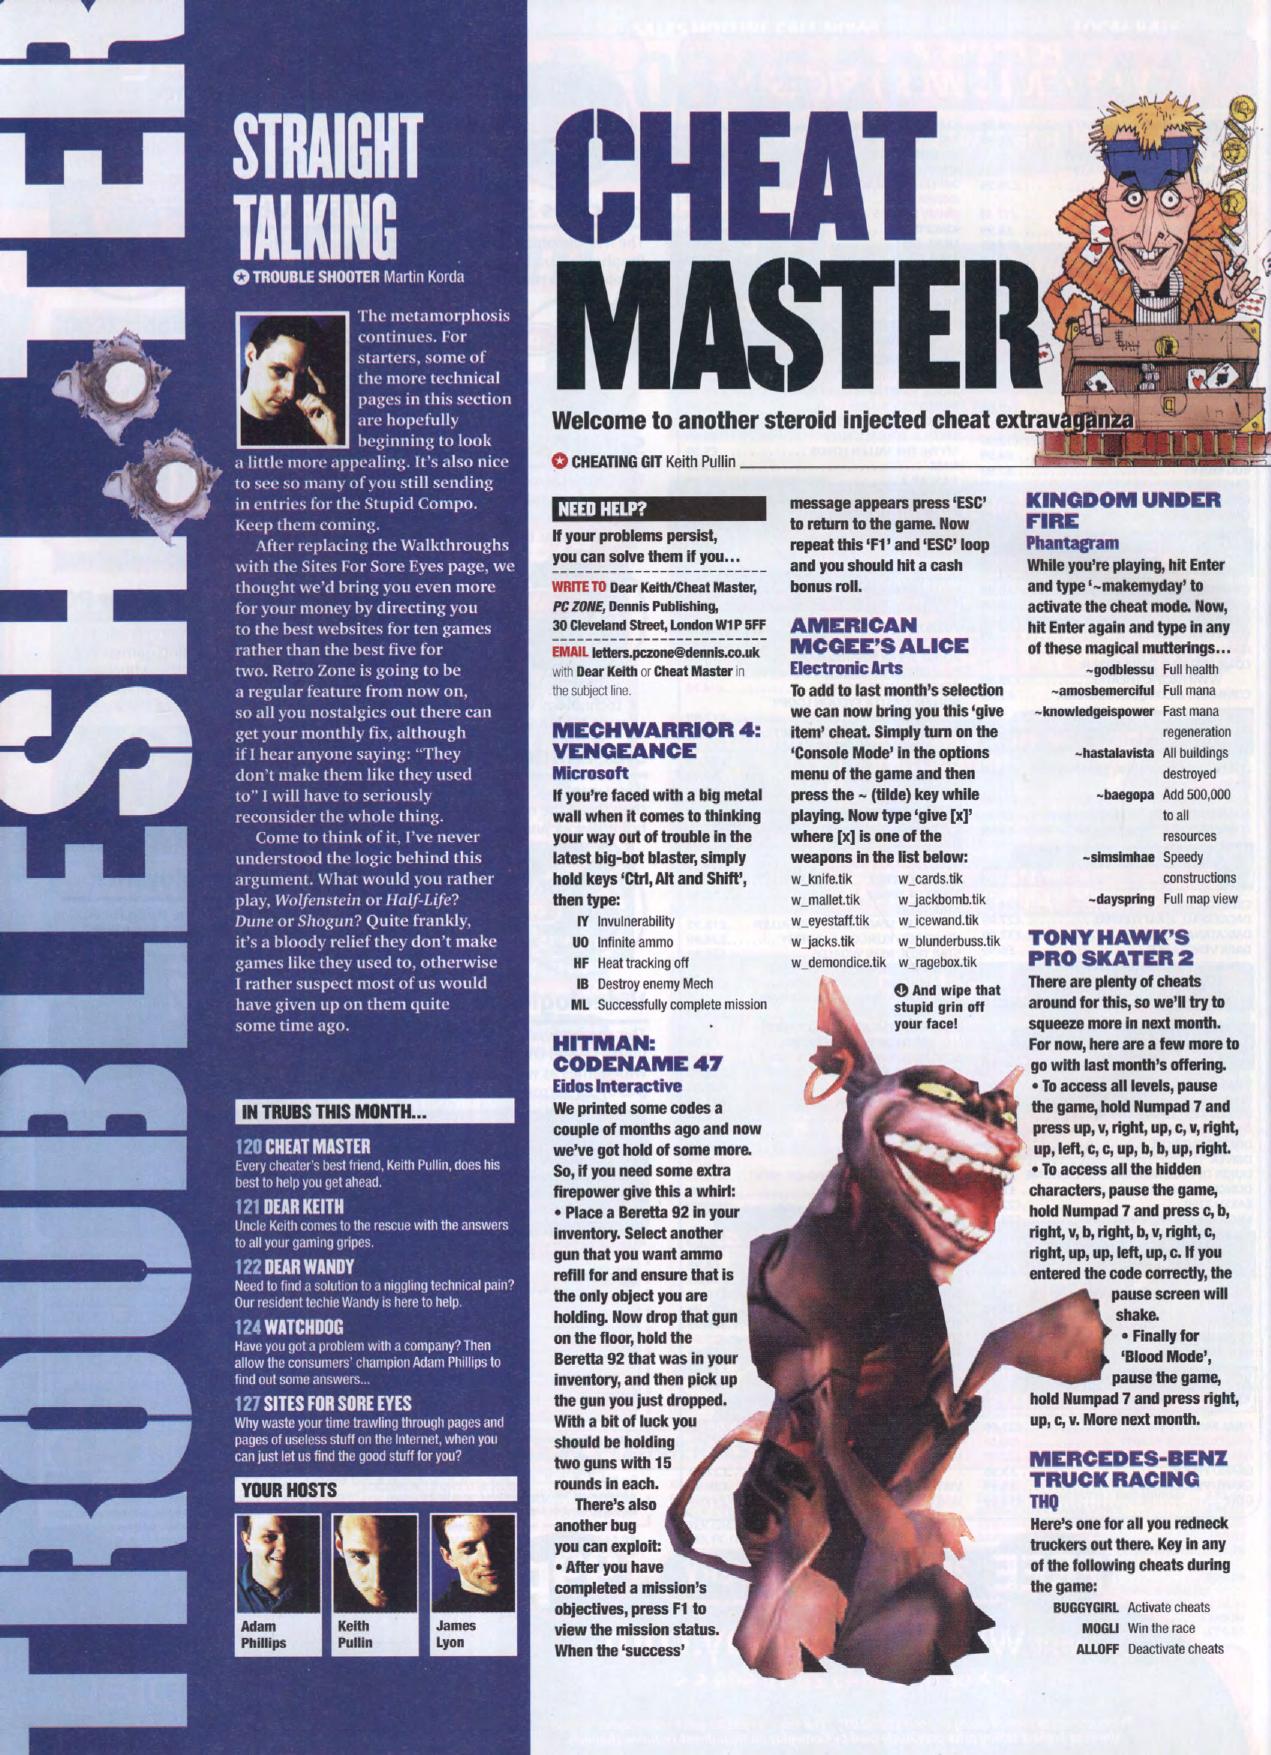 TROUBLESHOOTER
STRAIGHT
TALKING
TROUBLE SHOOTER Martin Korda
The metamorphosis
continues. For
starters, some of
the more technical
pages in this section
are hopefully
beginning to look
a little more appealing. It's also nice
to see so many of you still sending
in entries for the Stupid Compo.
Keep them coming.
After replacing the Walkthroughs
with the Sites For Sore Eyes page, we
thought we'd bring you even more
for your money by directing you
to the best websites for ten games
rather than the best five for
two. Retro Zone is going to be
a regular feature from now on,
so all you nostalgics out there can
get your monthly fix, although
if I hear anyone saying: "They
don't make them like they used
to" I will have to seriously
reconsider the whole thing.
Come to think of it, I've never
understood the logic behind this
argument. What would you rather
play, Wolfenstein or Half-Life?
Dune or Shogun? Quite frankly,
it's a bloody relief they don't make
games like they used to, otherwise
I rather suspect most of us would
have given up on them quite
some time ago.
IN TRUBS THIS MONTH...
120 CHEAT MASTER
Every cheater's best friend, Keith Pullin, does his
best to help you get ahead.
121 DEAR KEITH
Uncle Keith comes to the rescue with the answers
to all your gaming gripes.
122 DEAR WANDY
Need to find a solution to a niggling technical pain?
Our resident techie Wandy is here to help.
124 WATCHDOG
Have you got a problem with a company? Then
allow the consumers' champion Adam Phillips to
find out some answers...
127 SITES FOR SORE EYES
Why waste your time trawling through pages and
pages of useless stuff on the Internet, when you
can just let us find the good stuff for you?
YOUR HOSTS
Adam
Phillips
Keith
Pullin
James
Lyon
CHEAT
MASTER
Welcome to another steroid injected cheat extravaganza
CHEATING GIT Keith Pullin
NEED HELP?
If your problems persist,
you can solve them if you...
WRITE TO Dear Keith/Cheat Master,
PC ZONE, Dennis Publishing,
30 Cleveland Street, London W1P 5FF
EMAIL letters.pczone@dennis.co.uk
with Dear Keith or Cheat Master in
the subject line.
MECHWARRIOR 4:
VENGEANCE
Microsoft
If you're faced with a big metal
wall when it comes to thinking
your way out of trouble in the
latest big-bot blaster, simply
hold keys 'Ctrl, Alt and Shift',
then type:
IY Invulnerability
UO Infinite ammo
HF Heat tracking off
IB Destroy enemy Mech
ML Successfully complete mission
HITMAN:
CODENAME 47
Eidos Interactive
We printed some codes a
couple of months ago and now
we've got hold of some more.
So, if you need some extra
firepower give this a whirl:
• Place a Beretta 92 in your
inventory. Select another
gun that you want ammo
refill for and ensure that is
the only object you are
holding. Now drop that gun
on the floor, hold the
Beretta 92 that was in your
inventory, and then pick up
the gun you just dropped.
With a bit of luck you
should be holding
two guns with 15
rounds in each.
There's also
another bug
you can exploit:
• After you have
completed a mission's
objectives, press F1 to
view the mission status.
When the 'success'
message appears press 'ESC'
to return to the game. Now
repeat this 'F1' and 'ESC' loop
and you should hit a cash
bonus roll.
AMERICAN
MCGEE'S ALICE
Electronic Arts
To add to last month's selection
we can now bring you this 'give
item' cheat. Simply turn on the
'Console Mode' in the options
menu of the game and then
press the ~ (tilde) key while
playing. Now type 'give [x]'
where [x] is one of the
weapons in the list below:
w_knife.tik w_cards.tik
w_mallet.tik w_jackbomb.tik
w_eyestaff.tik w_icewand.tik
w_jacks.tik w_blunderbuss.tik
w_demondice.tik w_ragebox.tik
And wipe that
stupid grin off
your face!
KINGDOM UNDER
FIRE
Phantagram
While you're playing, hit Enter
and type '~makemyday' to
activate the cheat mode. Now,
hit Enter again and type in any
of these magical mutterings...
~godblessu Full health
~amosbemerciful Full mana
~knowledgeispower Fast mana
regeneration
~hastalavista All buildings
destroyed
~baegopa Add 500,000
to all
resources
~simsimhae Speedy
constructions
~dayspring Full map view
TONY HAWK'S
PRO SKATER 2
There are plenty of cheats
around for this, so we'll try to
squeeze more in next month.
For now, here are a few more to
go with last month's offering.
• To access all levels, pause
the game, hold Numpad 7 and
press up, v, right, up, c, v, right,
up, left, c, c, up, b, b, up, right.
• To access all the hidden
characters, pause the game,
hold Numpad 7 and press c, b,
right, v, b, right, b, v, right, c,
right, up, up, left, up, c. If you
entered the code correctly, the
pause screen will
shake.
• Finally for
'Blood Mode',
pause the game,
hold Numpad 7 and press right,
up, c, v. More next month.
MERCEDES-BENZ
TRUCK RACING
THQ
Here's one for all you redneck
truckers out there. Key in any
of the following cheats during
the game:
BUGGYGIRL Activate cheats
MOGLI Win the race
ALLOFF Deactivate cheats